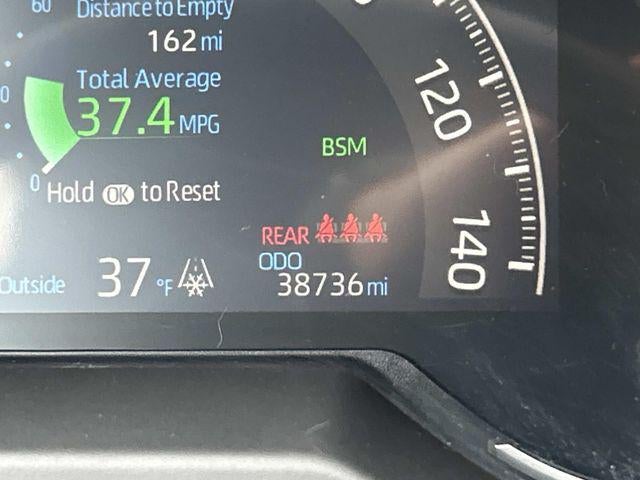 60
Distance to Empty
162 mi
Total Average
37.4 MPG
0
0
Hold OK to Reset
120
BSM
REAR
140
ODO
Outside 37 °F
38736 mi